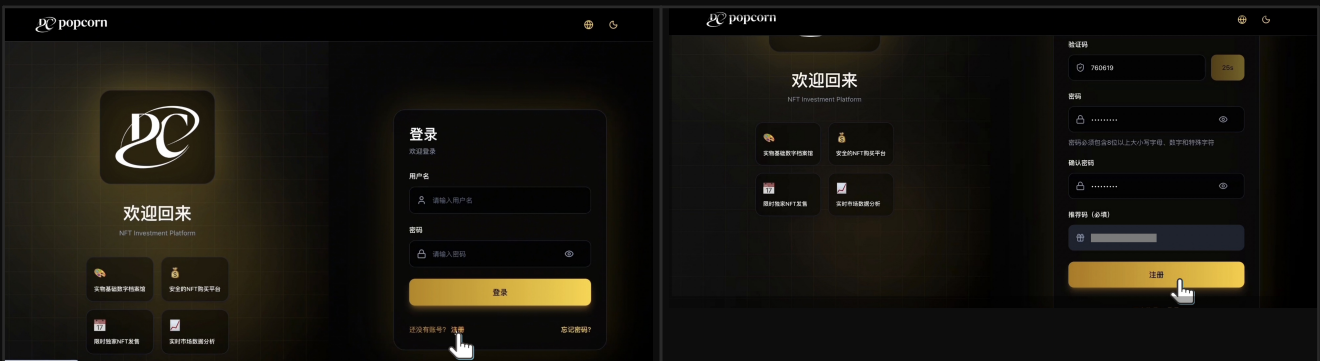 DC popcorn
DC
欢迎回来
NFT Investment Platform
实物基础数字档案馆
安全的NFT购买平台
17
限时独家NFT发售
实时市场数据分析
登录
欢迎登录
用户名
请输入用户名
密码
请输入密码
登录
还没有账号? 注册
忘记密码?
DC popcorn
欢迎回来
NFT Investment Platform
实物基础数字档案馆
安全的NFT购买平台
17
限时独家NFT发售
实时市场数据分析
验证码
760619
25s
密码
密码必须包含8位以上大小写字母、数字和特殊字符
确认密码
推荐码（必填）
注册